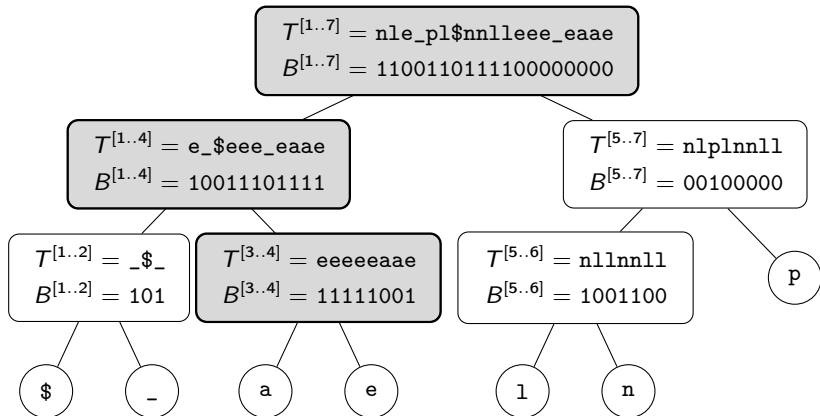 T[1..7] = nle_pl$nnlleee_eaae
B[1..7] = 1100110111100000000
T[1..4] = e_$eee_eaae
B[1..4] = 10011101111
T[5..7] = nlplnnll
B[5..7] = 00100000
T[1..2] = _$_
B[1..2] = 101
T[3..4] = eeeeeaae
B[3..4] = 11111001
T[5..6] = nllnnll
B[5..6] = 1001100
p
$
_
a
e
l
n